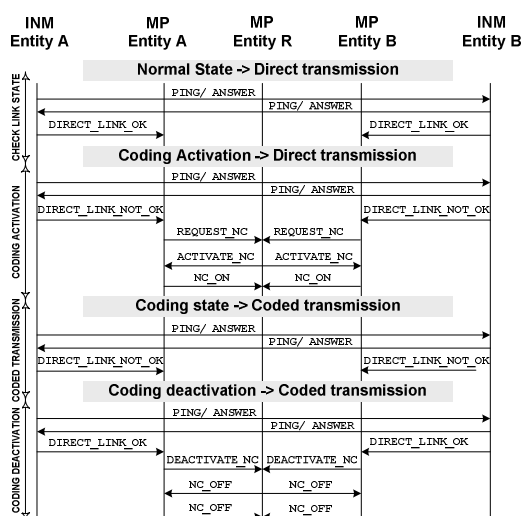 INM MP MP MP INM
Entity A Entity A Entity R Entity B Entity B
Normal State -> Direct transmission
CHECK LINK STATE
PING/ ANSWER
PING/ ANSWER
DIRECT_LINK_OK DIRECT_LINK_OK
Coding Activation -> Direct transmission
CODING ACTIVATION
PING/ ANSWER
PING/ ANSWER
DIRECT_LINK_NOT_OK DIRECT_LINK_NOT_OK
REQUEST_NC REQUEST_NC
ACTIVATE_NC ACTIVATE_NC
NC_ON NC_ON
Coding state -> Coded transmission
CODED TRANSMISSION
PING/ ANSWER
PING/ ANSWER
DIRECT_LINK_NOT_OK DIRECT_LINK_NOT_OK
Coding deactivation -> Coded transmission
CODING DEACTIVATION
PING/ ANSWER
PING/ ANSWER
DIRECT_LINK_OK DIRECT_LINK_OK
DEACTIVATE_NC DEACTIVATE_NC
NC_OFF NC_OFF
NC_OFF NC_OFF